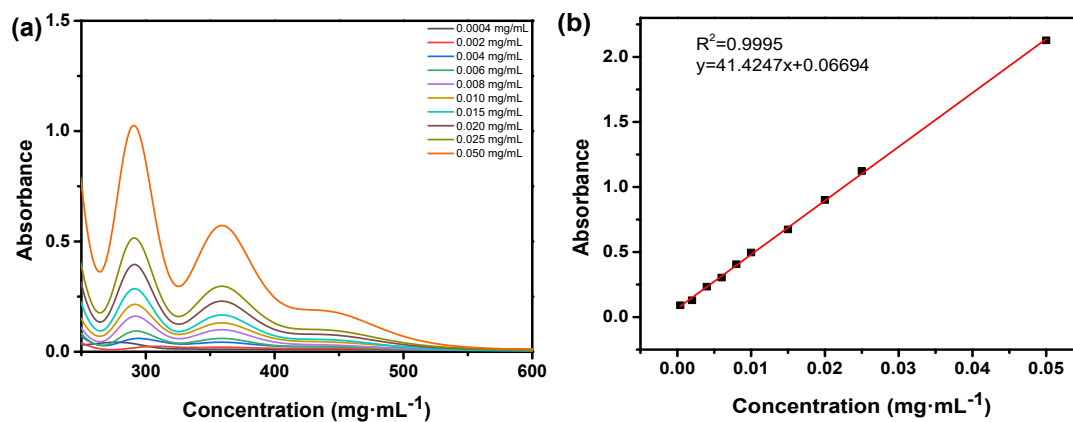 (a)
1.5
1.0
0.5
0.0
Absorbance
300
400
500
600
Concentration (mg·mL⁻¹)
0.0004 mg/mL
0.002 mg/mL
0.004 mg/mL
0.006 mg/mL
0.008 mg/mL
0.010 mg/mL
0.015 mg/mL
0.020 mg/mL
0.025 mg/mL
0.050 mg/mL
(b)
R²=0.9995
y=41.4247x+0.06694
2.0
1.5
1.0
0.5
0.0
Absorbance
0.00
0.01
0.02
0.03
0.04
0.05
Concentration (mg·mL⁻¹)